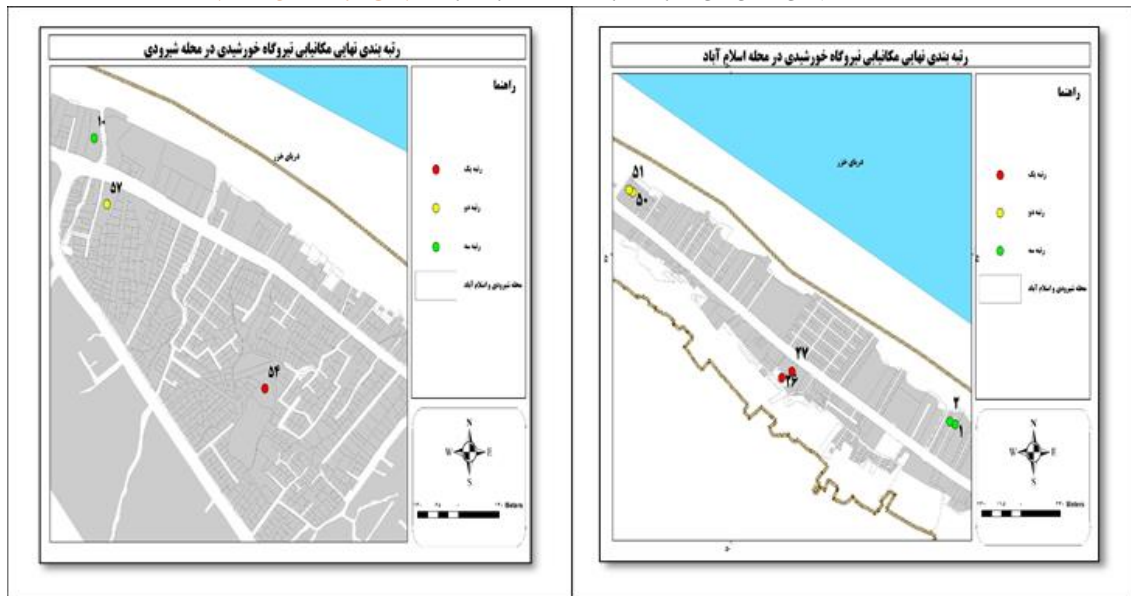 رتبه بندی نهایی مکانیابی نیروگاه خورشیدی در محله شیرودی
راهنما
رتبه یک
رتبه دو
رتبه سه
محله شیرودی و اسلام آباد
دریای خزر
۱۰
۵۷
۵۴
N
W E
S
Meters
رتبه بندی نهایی مکانیابی نیروگاه خورشیدی در محله اسلام آباد
راهنما
رتبه یک
رتبه دو
رتبه سه
محله شیرودی و اسلام آباد
دریای خزر
۵۱
۵۰
۲۷
۲۶
۲
۱
N
W E
S
Meters